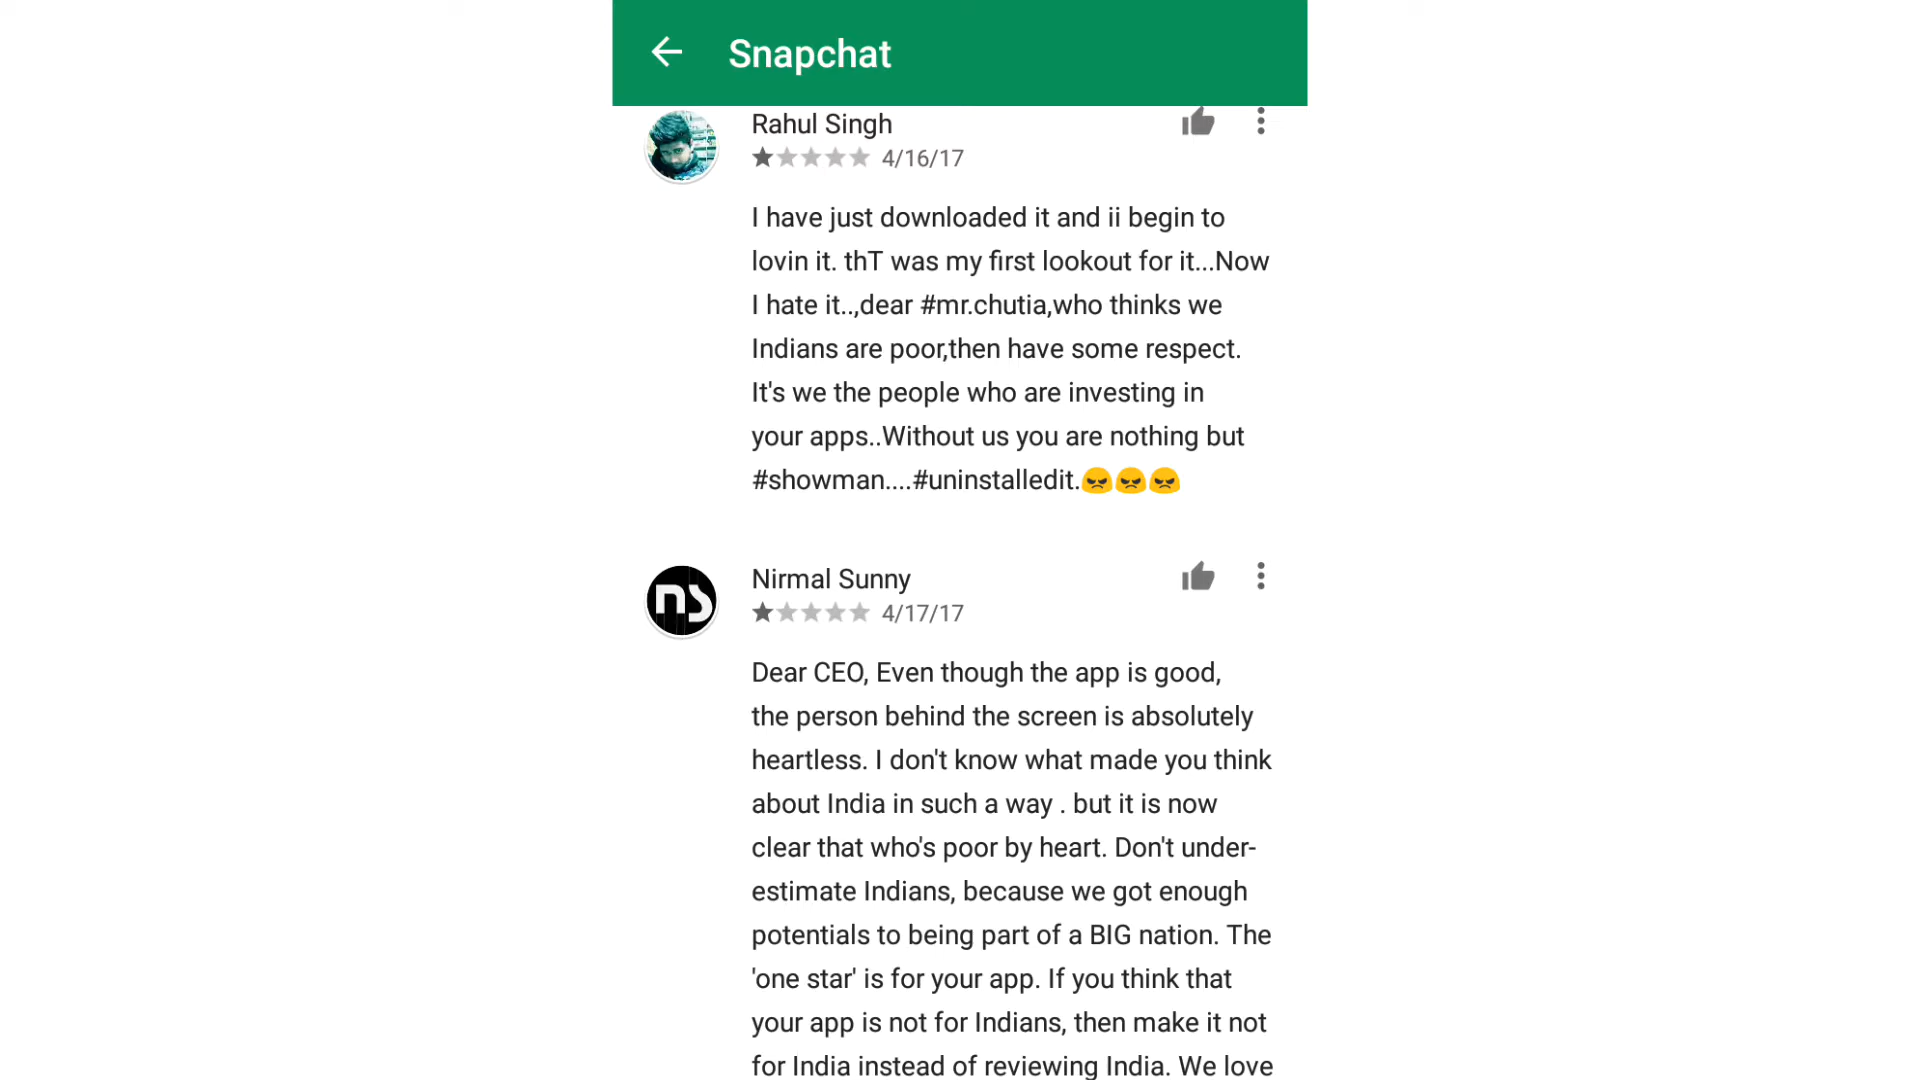 Snapchat
Rahul Singh
4/16/17
I have just downloaded it and ii begin to
lovin it. thT was my first lookout for it...Now
I hate it..,dear #mr.chutia,who thinks we
Indians are poor,then have some respect.
It's we the people who are investing in
your apps..Without us you are nothing but
#showman....#uninstalledit.😠😠😠
Nirmal Sunny
ns
4/17/17
Dear CEO, Even though the app is good,
the person behind the screen is absolutely
heartless. I don't know what made you think
about India in such a way . but it is now
clear that who's poor by heart. Don't under-
estimate Indians, because we got enough
potentials to being part of a BIG nation. The
'one star' is for your app. If you think that
your app is not for Indians, then make it not
for India instead of reviewing India. We love